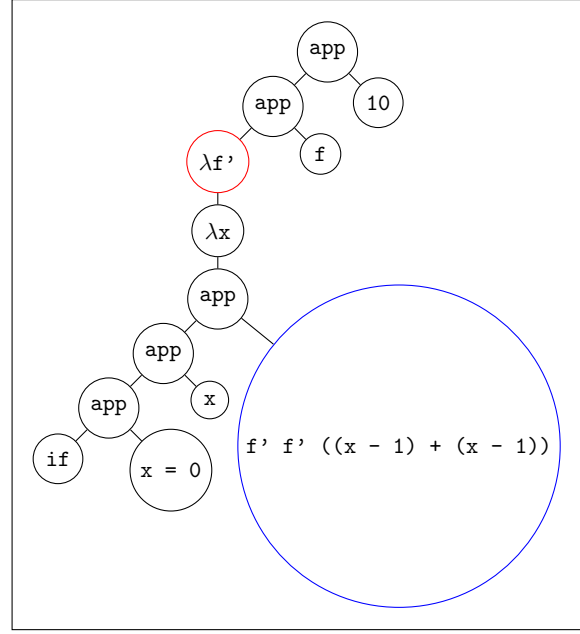 app
app
10
λf'
f
λx
app
app
app
x
if
x = 0
f' f' ((x - 1) + (x - 1))